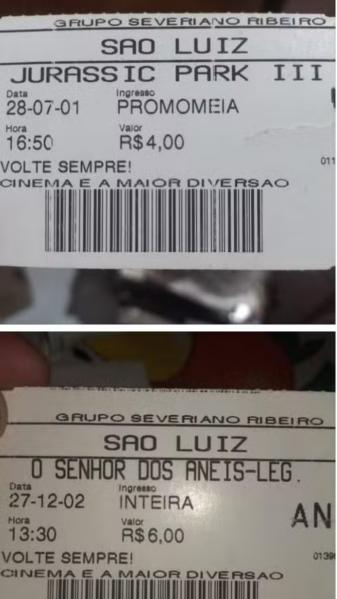 GRUPO SEVERIANO RIBEIRO
SAO LUIZ
JURASSIC PARK III
Data Ingresso
28-07-01 PROMOMEIA
Hora Valor
16:50 R$4,00
VOLTE SEMPRE! 011
CINEMA E A MAIOR DIVERSAO
GRUPO SEVERIANO RIBEIRO
SAO LUIZ
O SENHOR DOS ANEIS-LEG.
Data Ingresso
27-12-02 INTEIRA
AN
Hora Valor
13:30 R$6,00
VOLTE SEMPRE! 0139
CINEMA E A MAIOR DIVERSAO